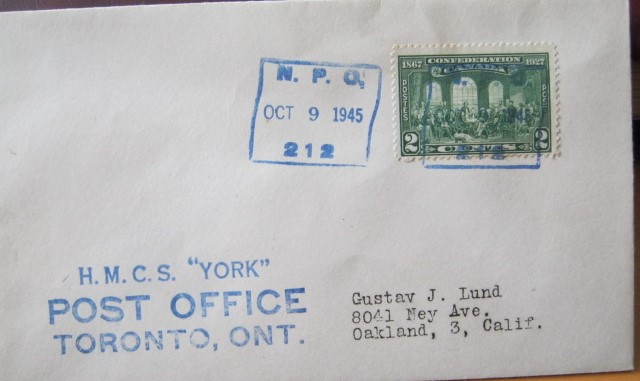 N. P. O.
OCT 9 1945
212
1867 CONFEDERATION 1927
CANADA
POSTES
2 CENTS 2
H.M.C.S. "YORK"
POST OFFICE
TORONTO, ONT.
Gustav J. Lund
8041 Ney Ave.
Oakland, 3, Calif.